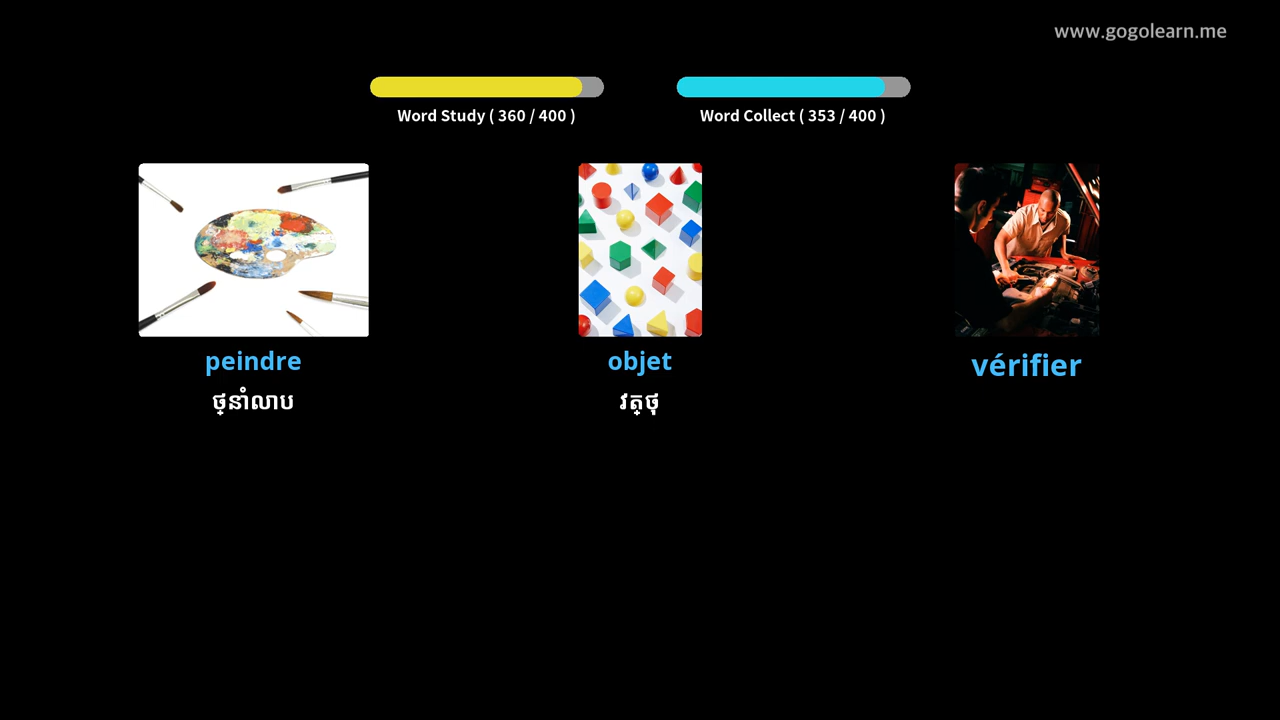 www.gogolearn.me
Word Study ( 360 / 400 )
Word Collect ( 353 / 400 )
peindre
objet
vérifier
ថ្នាំលាប
វត្ថុ